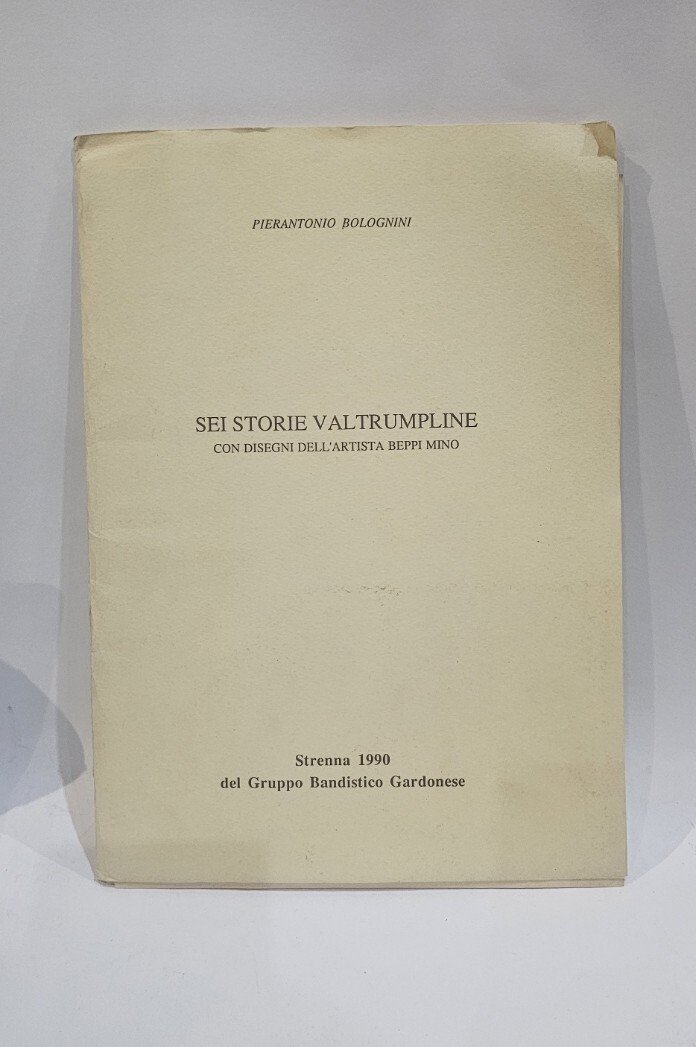 PIERANTONIO BOLOGNINI
SEI STORIE VALTRUMPLINE
CON DISEGNI DELL'ARTISTA BEPPI MINO
Strenna 1990
del Gruppo Bandistico Gardonese